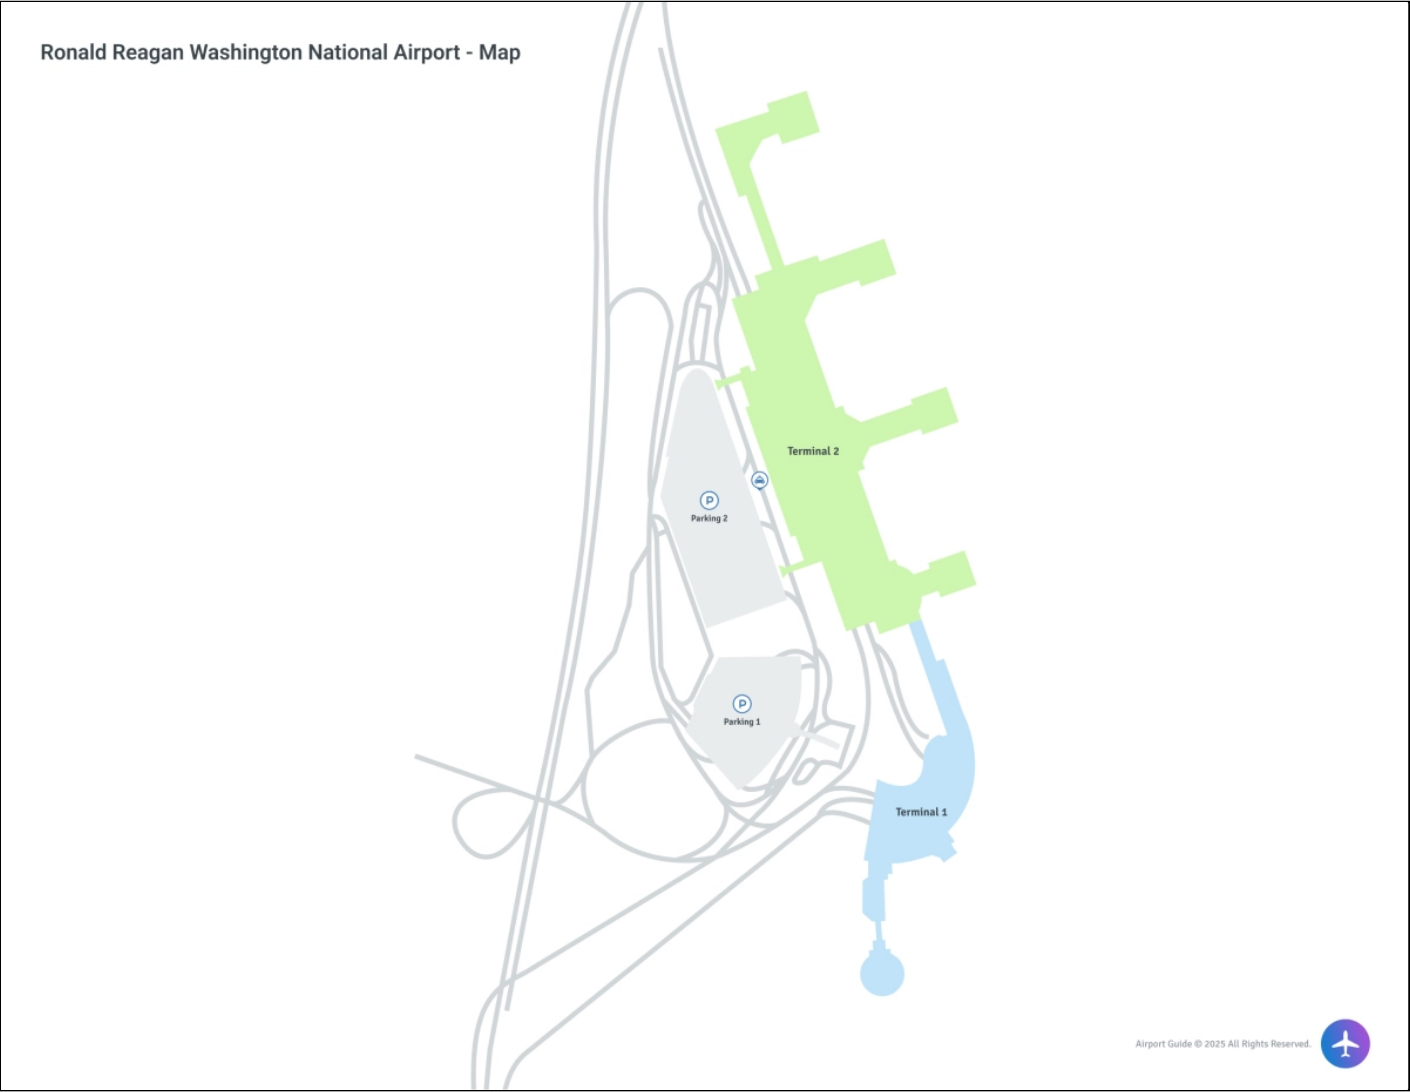 Ronald Reagan Washington National Airport - Map
Terminal 2
P
Parking 2
P
Parking 1
Terminal 1
Airport Guide © 2025 All Rights Reserved.